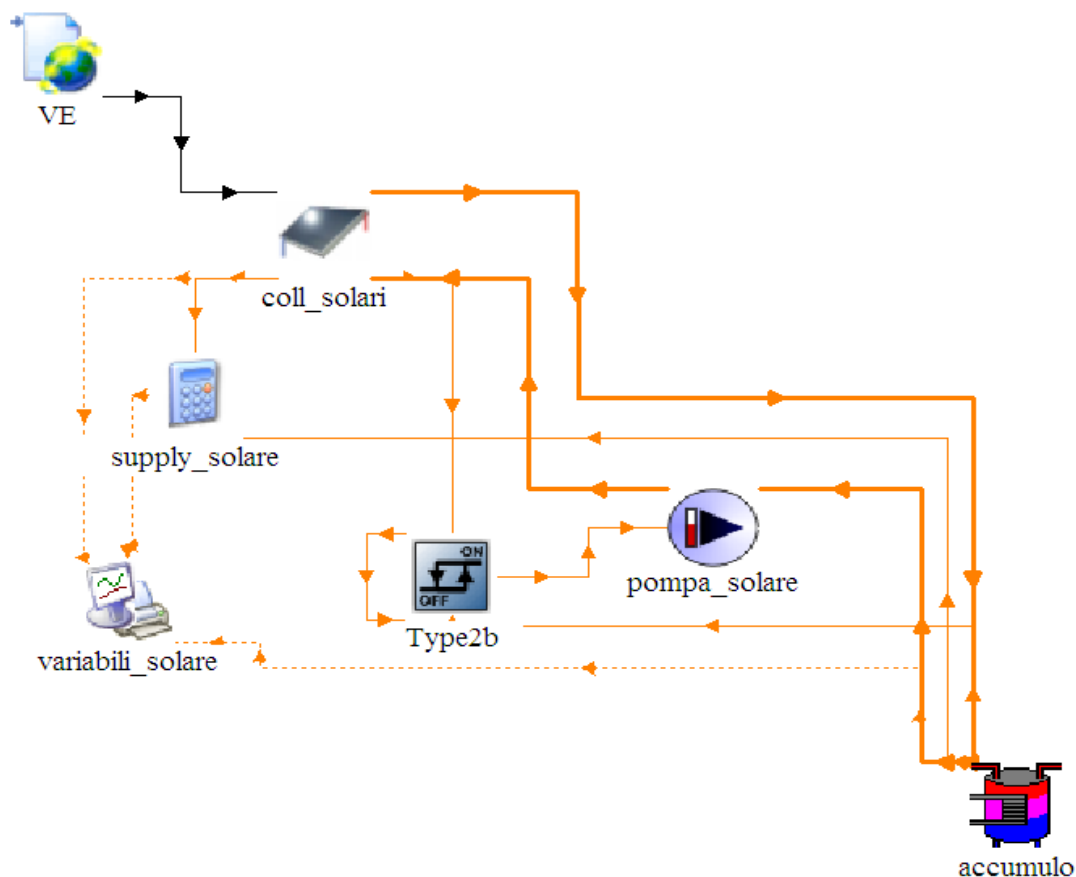 VE
coll_solari
supply_solare
pompa_solare
ON
OFF
Type2b
variabili_solare
accumulo